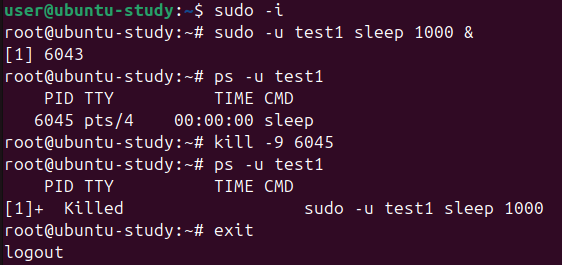 user@ubuntu-study:~$ sudo -i
root@ubuntu-study:~# sudo -u test1 sleep 1000 &
[1] 6043
root@ubuntu-study:~# ps -u test1
    PID TTY          TIME CMD
   6045 pts/4    00:00:00 sleep
root@ubuntu-study:~# kill -9 6045
root@ubuntu-study:~# ps -u test1
    PID TTY          TIME CMD
[1]+  Killed                  sudo -u test1 sleep 1000
root@ubuntu-study:~# exit
logout